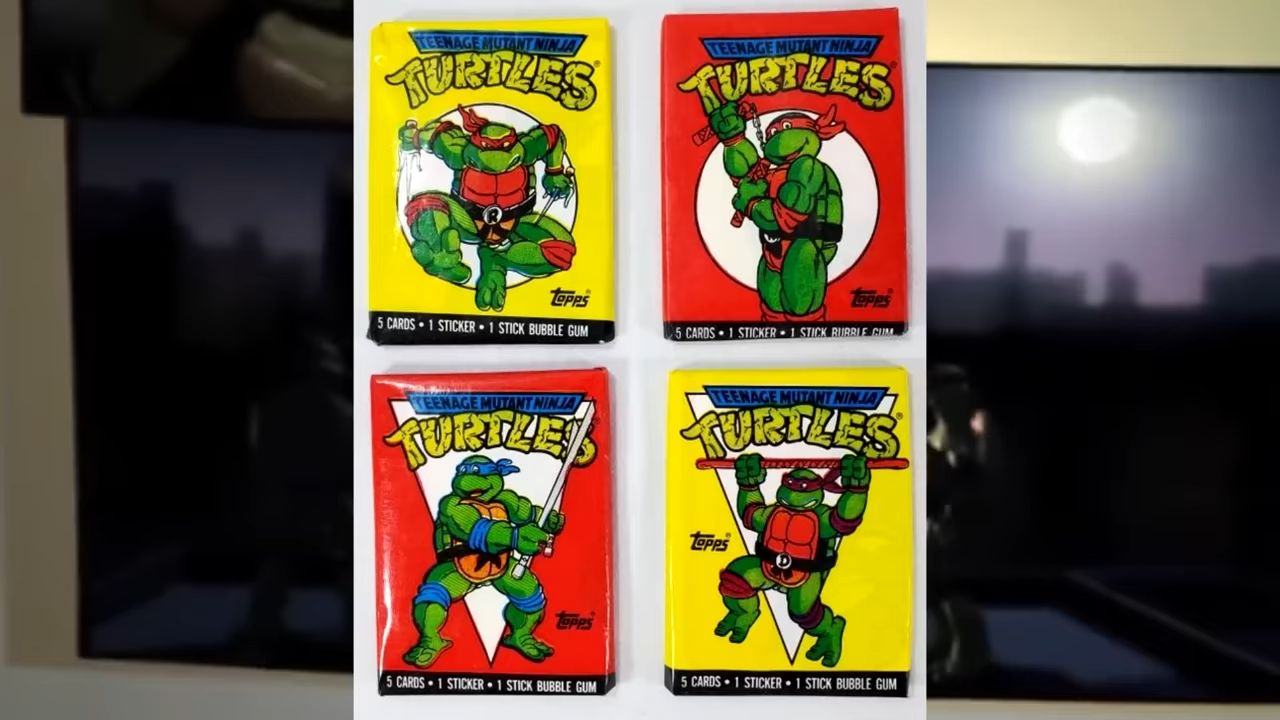 TEENAGE MUTANT NINJA
TURTLES®
R
Topps®
5 CARDS • 1 STICKER • 1 STICK BUBBLE GUM
TEENAGE MUTANT NINJA
TURTLES®
Topps®
5 CARDS • 1 STICKER • 1 STICK BUBBLE GUM
TEENAGE MUTANT NINJA
TURTLES®
Topps®
5 CARDS • 1 STICKER • 1 STICK BUBBLE GUM
TEENAGE MUTANT NINJA
TURTLES®
Topps®
D
5 CARDS • 1 STICKER • 1 STICK BUBBLE GUM